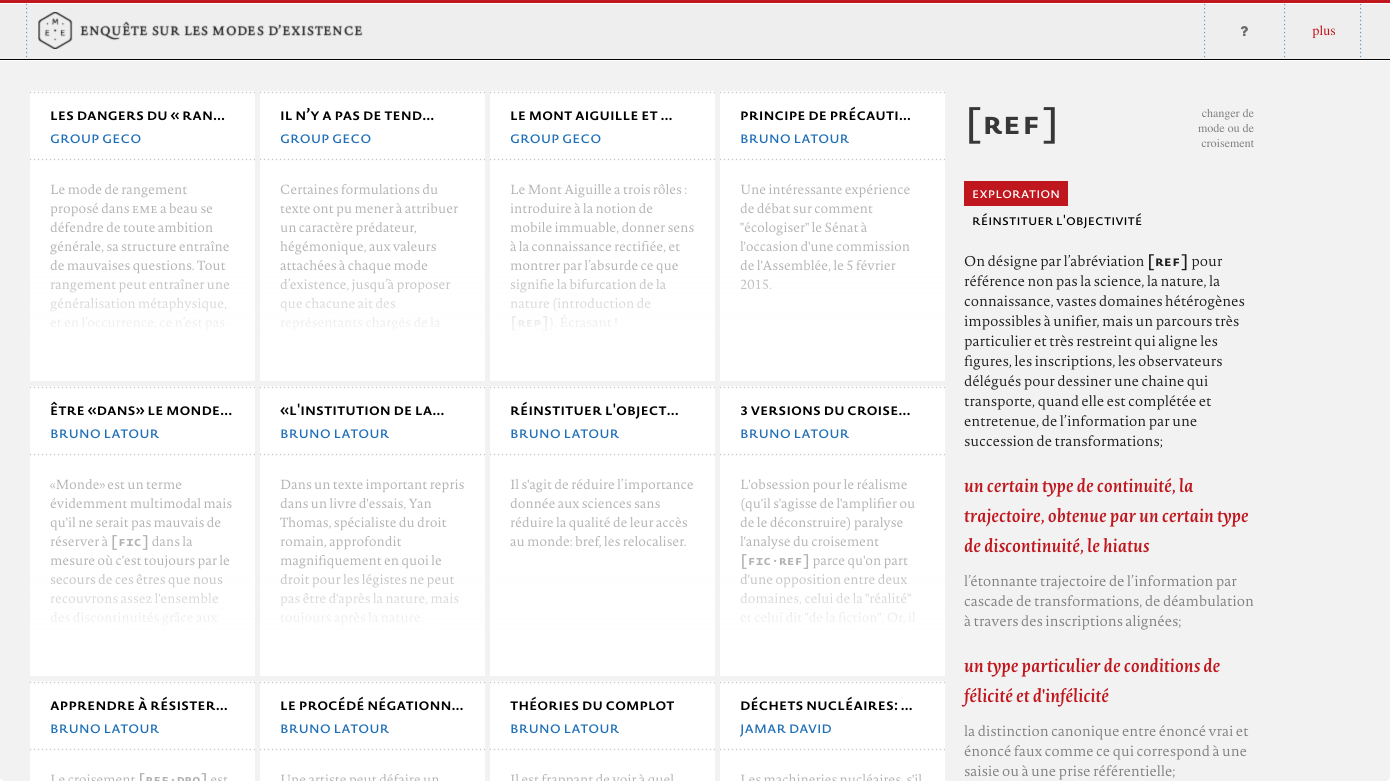 ENQUÊTE SUR LES MODES D'EXISTENCE
?
plus
LES DANGERS DU « RAN...
GROUP GECO
Le mode de rangement
proposé dans EME a beau se
défendre de toute ambition
générale, sa structure entraîne
de mauvaises questions. Tout
rangement peut entraîner une
généralisation métaphysique,
et en l'occurrence, ce n'est pas
IL N'Y A PAS DE TEND...
GROUP GECO
Certaines formulations du
texte ont pu mener à attribuer
un caractère prédateur,
hégémonique, aux valeurs
attachées à chaque mode
d'existence, jusqu'à proposer
que chacune ait des
représentants chargés de la
LE MONT AIGUILLE ET ...
GROUP GECO
Le Mont Aiguille a trois rôles :
introduire à la notion de
mobile immuable, donner sens
à la connaissance rectifiée, et
montrer par l'absurde ce que
signifie la bifurcation de la
nature (introduction de
[REP]). Écrasant !
PRINCIPE DE PRÉCAUTI...
BRUNO LATOUR
Une intéressante expérience
de débat sur comment
"écologiser" le Sénat à
l'occasion d'une commission
de l'Assemblée, le 5 février
2015.
ÊTRE «DANS» LE MONDE...
BRUNO LATOUR
«Monde» est un terme
évidemment multimodal mais
qu'il ne serait pas mauvais de
réserver à [FIC] dans la
mesure où c'est toujours par le
secours de ces êtres que nous
recouvrons assez l'ensemble
des discontinuités grâce aux
«L'INSTITUTION DE LA...
BRUNO LATOUR
Dans un texte important repris
dans un livre d'essais, Yan
Thomas, spécialiste du droit
romain, approfondit
magnifiquement en quoi le
droit pour les légistes ne peut
pas être d'après la nature, mais
toujours après la nature.
RÉINSTITUER L'OBJECT...
BRUNO LATOUR
Il s'agit de réduire l'importance
donnée aux sciences sans
réduire la qualité de leur accès
au monde: bref, les relocaliser.
3 VERSIONS DU CROISE...
BRUNO LATOUR
L'obsession pour le réalisme
(qu'il s'agisse de l'amplifier ou
de le déconstruire) paralyse
l'analyse du croisement
[FIC·REF] parce qu'on part
d'une opposition entre deux
domaines, celui de la "réalité"
et celui dit "de la fiction". Or, il
APPRENDRE À RÉSISTER...
BRUNO LATOUR
Le croisement [REF·DRO] est
LE PROCÉDÉ NÉGATIONN...
BRUNO LATOUR
Une artiste peut défaire un
THÉORIES DU COMPLOT
BRUNO LATOUR
Il est frappant de voir à quel
DÉCHETS NUCLÉAIRES: ...
JAMAR DAVID
Les machineries nucléaires, s'il
[REF]
changer de
mode ou de
croisement
EXPLORATION
RÉINSTITUER L'OBJECTIVITÉ
On désigne par l'abréviation [REF] pour
référence non pas la science, la nature, la
connaissance, vastes domaines hétérogènes
impossibles à unifier, mais un parcours très
particulier et très restreint qui aligne les
figures, les inscriptions, les observateurs
délégués pour dessiner une chaine qui
transporte, quand elle est complétée et
entretenue, de l'information par une
succession de transformations;
un certain type de continuité, la
trajectoire, obtenue par un certain type
de discontinuité, le hiatus
l'étonnante trajectoire de l'information par
cascade de transformations, de déambulation
à travers des inscriptions alignées;
un type particulier de conditions de
félicité et d'infélicité
la distinction canonique entre énoncé vrai et
énoncé faux comme ce qui correspond à une
saisie ou à une prise référentielle;